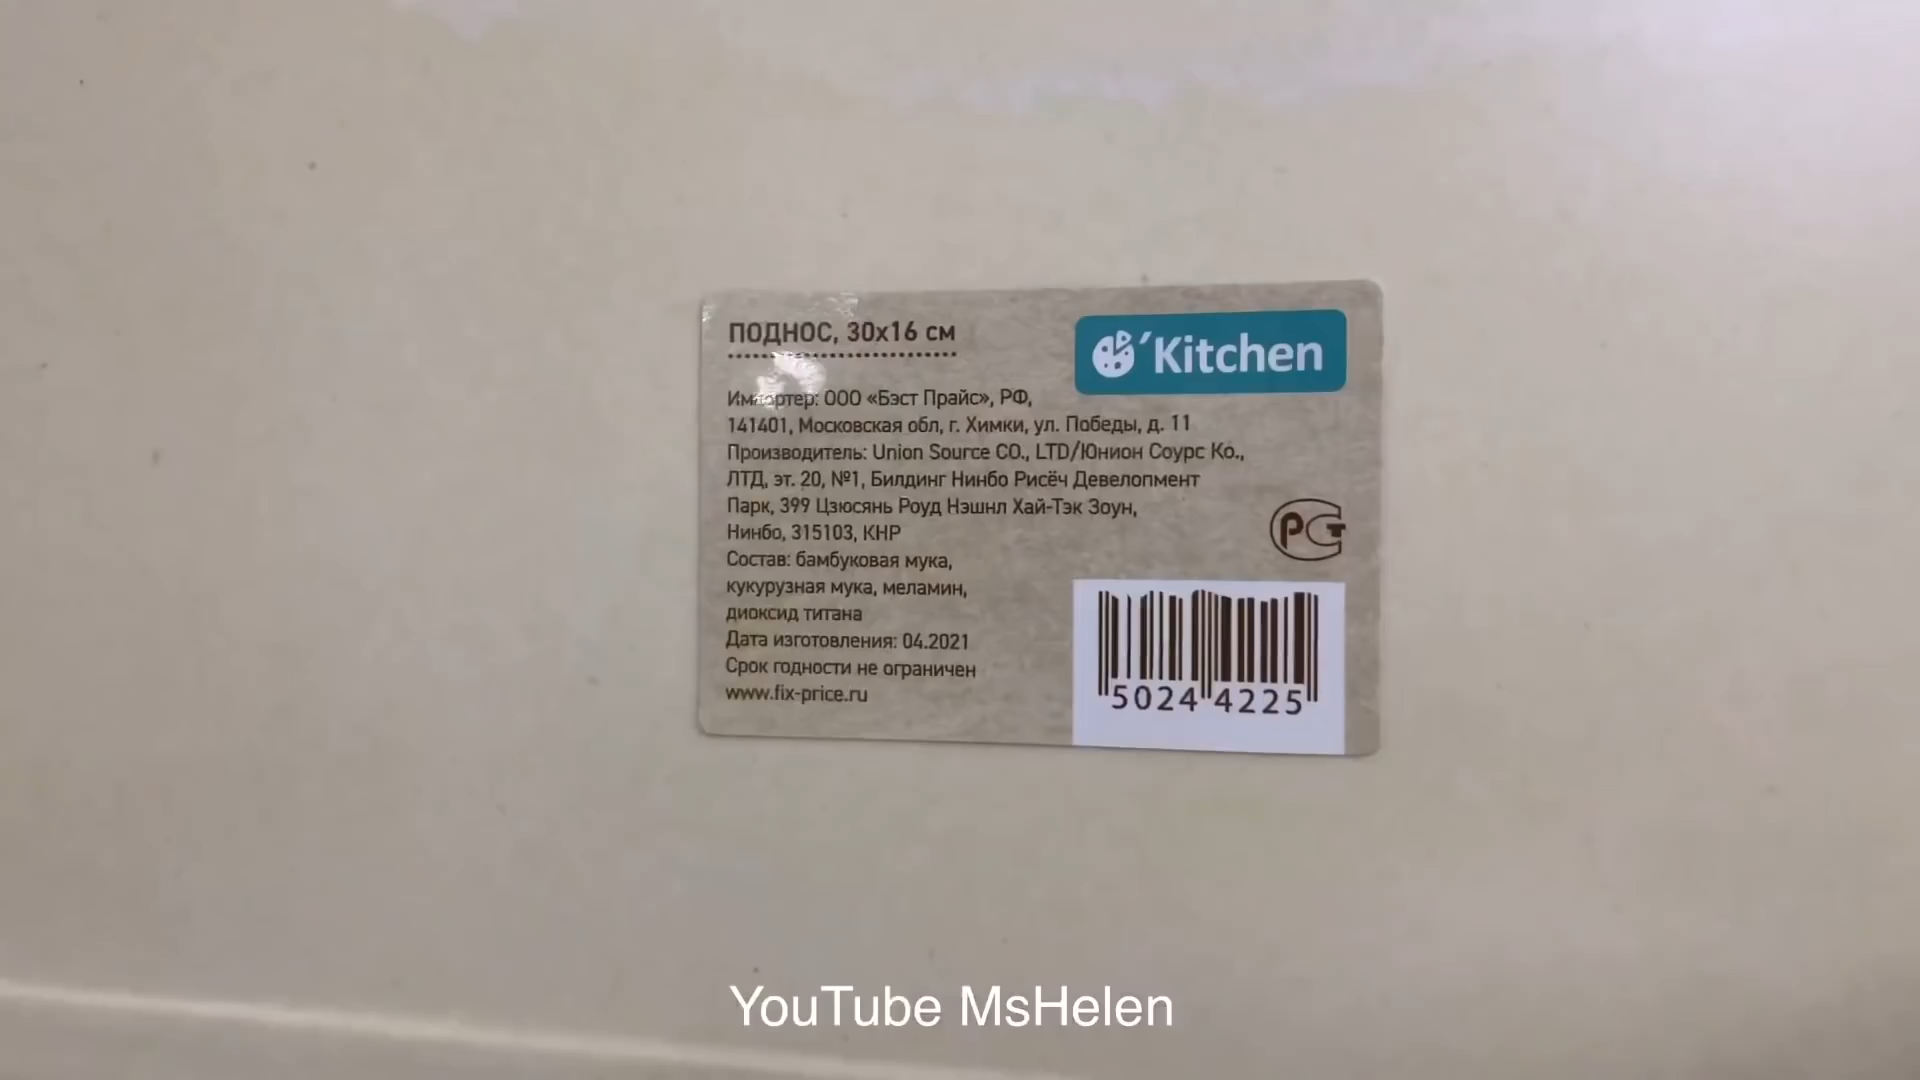 ПОДНОС, 30х16 см
'Kitchen
Импортер: ООО «Бэст Прайс», РФ,
141401, Московская обл, г. Химки, ул. Победы, д. 11
Производитель: Union Source CO., LTD/Юнион Соурс Ко.,
ЛТД, эт. 20, №1, Билдинг Нинбо Рисёч Девелопмент
Парк, 399 Цзюсянь Роуд Нэшнл Хай-Тэк Зоун,
Нинбо, 315103, КНР
Состав: бамбуковая мука,
кукурузная мука, меламин,
диоксид титана
Дата изготовления: 04.2021
Срок годности не ограничен
www.fix-price.ru
РСТ
5024 4225
YouTube MsHelen